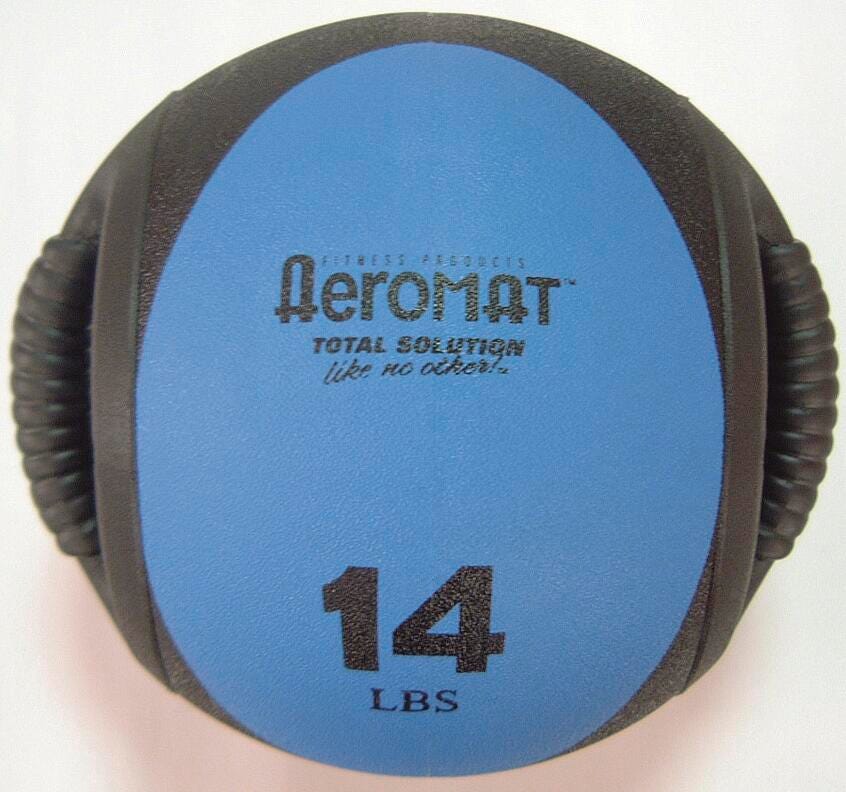 FITNESS PRODUCTS
AeroMAT™
TOTAL SOLUTION
like no other!™
14
LBS